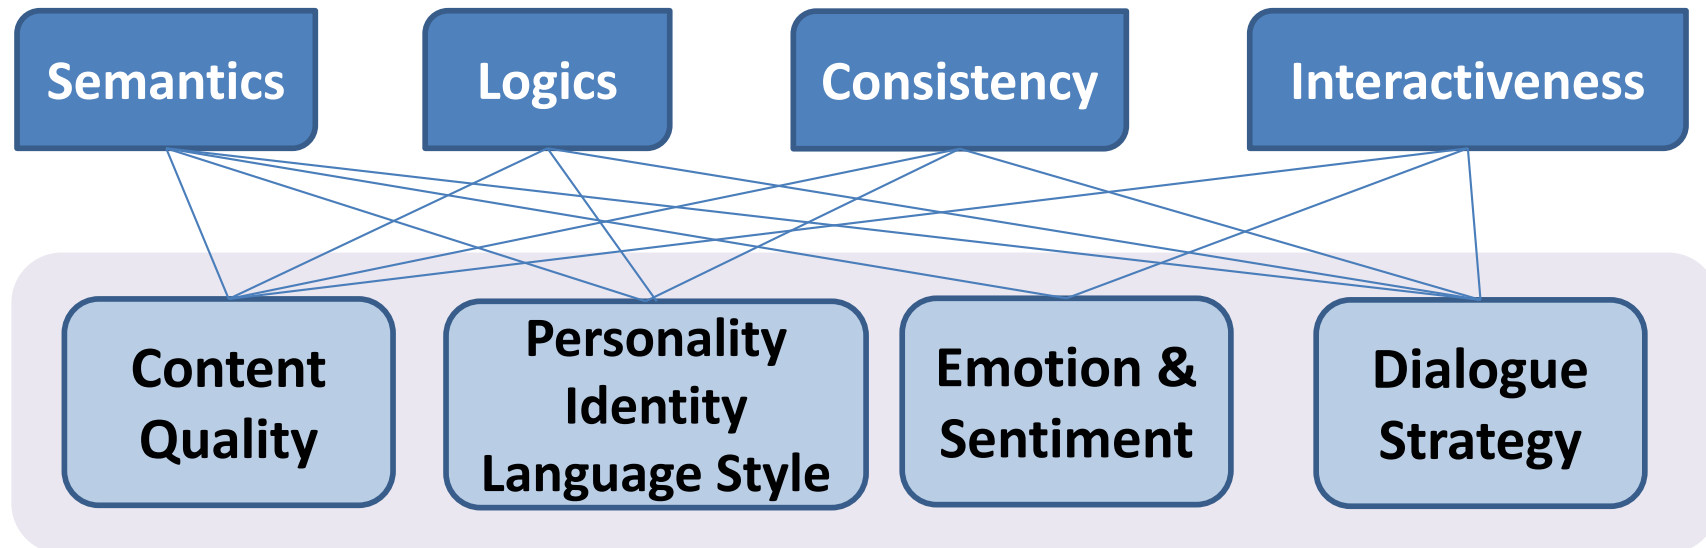 Semantics
Logics
Consistency
Interactiveness
Content
Quality
Personality
Identity
Language Style
Emotion &
Sentiment
Dialogue
Strategy